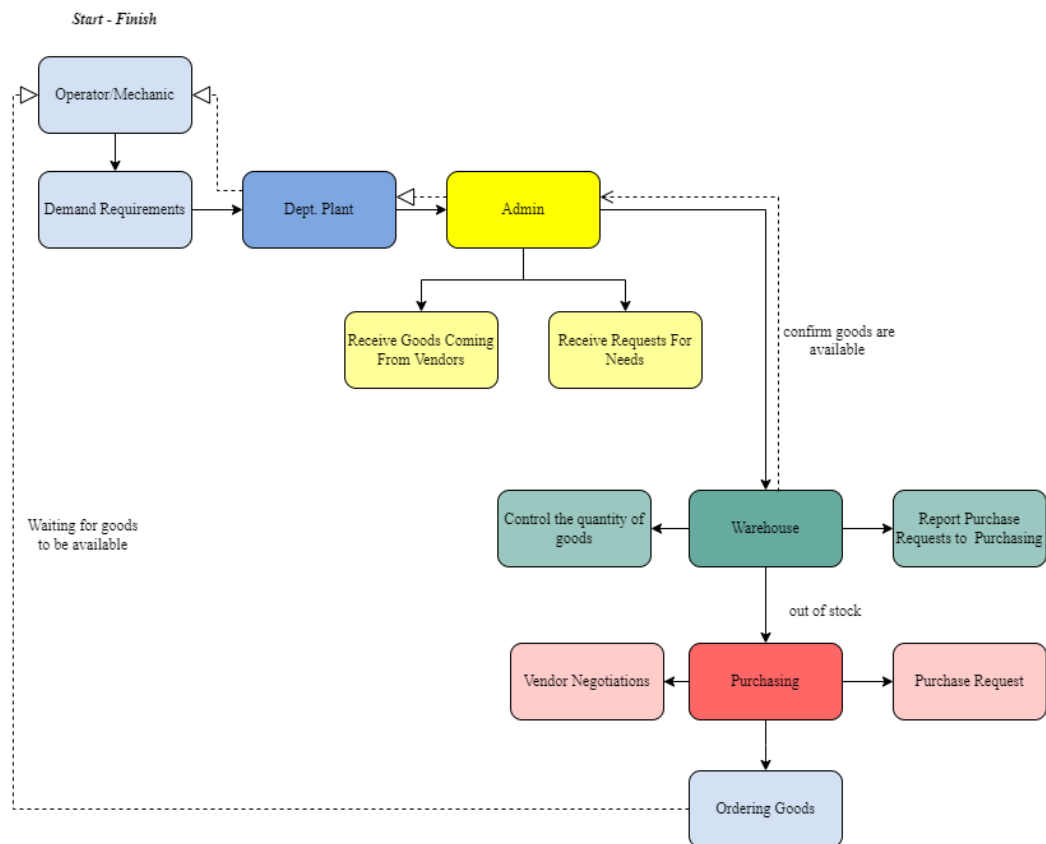 Start - Finish
Operator/Mechanic
Demand Requirements
Dept. Plant
Admin
Receive Goods Coming
From Vendors
Receive Requests For
Needs
confirm goods are
available
Waiting for goods
to be available
Control the quantity of
goods
Warehouse
Report Purchase
Requests to  Purchasing
out of stock
Vendor Negotiations
Purchasing
Purchase Request
Ordering Goods